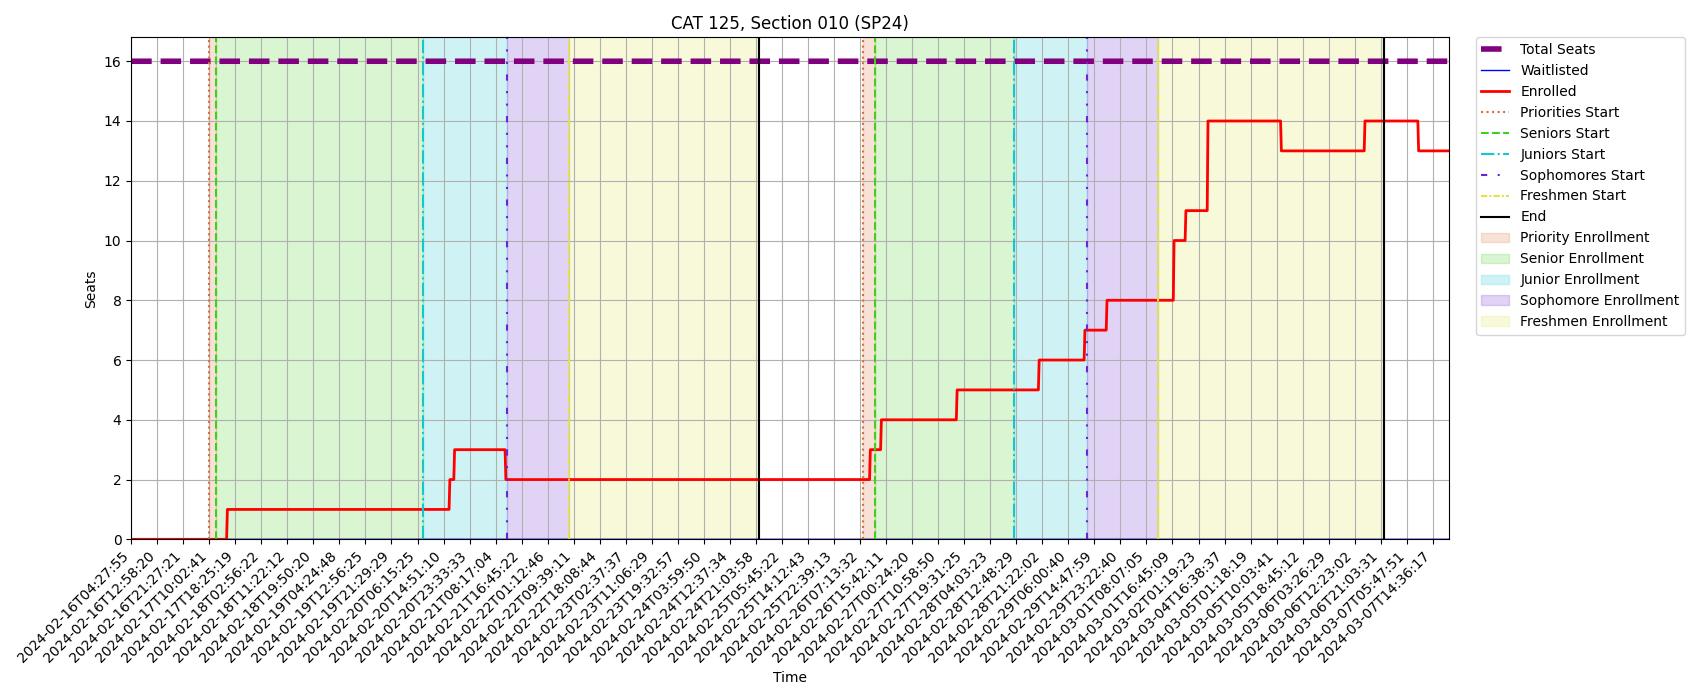 CAT 125, Section 010 (SP24)
Seats
16
14
12
10
8
6
4
2
0
2024-02-16T04:27:55
2024-02-16T12:58:20
2024-02-16T21:27:21
2024-02-17T10:02:41
2024-02-17T18:25:19
2024-02-18T02:56:22
2024-02-18T11:22:12
2024-02-18T19:50:20
2024-02-19T04:24:48
2024-02-19T12:56:25
2024-02-19T21:29:29
2024-02-20T06:15:25
2024-02-20T14:51:10
2024-02-20T23:33:33
2024-02-21T08:17:04
2024-02-21T16:45:22
2024-02-22T01:12:46
2024-02-22T09:39:11
2024-02-22T18:08:44
2024-02-23T02:37:37
2024-02-23T11:06:29
2024-02-23T19:32:57
2024-02-24T03:59:50
2024-02-24T12:37:34
2024-02-24T21:03:58
2024-02-25T05:45:22
2024-02-25T14:12:43
2024-02-25T22:39:13
2024-02-26T07:13:32
2024-02-26T15:42:11
2024-02-27T00:24:20
2024-02-27T10:58:50
2024-02-27T19:31:25
2024-02-28T04:03:23
2024-02-28T12:48:29
2024-02-28T21:22:02
2024-02-29T06:00:40
2024-02-29T14:47:59
2024-02-29T23:22:40
2024-03-01T08:07:05
2024-03-01T16:45:09
2024-03-02T01:19:23
2024-03-04T16:38:37
2024-03-05T01:18:19
2024-03-05T10:03:41
2024-03-05T18:45:12
2024-03-06T03:26:29
2024-03-06T12:23:02
2024-03-06T21:03:31
2024-03-07T05:47:51
2024-03-07T14:36:17
Time
Total Seats
Waitlisted
Enrolled
Priorities Start
Seniors Start
Juniors Start
Sophomores Start
Freshmen Start
End
Priority Enrollment
Senior Enrollment
Junior Enrollment
Sophomore Enrollment
Freshmen Enrollment